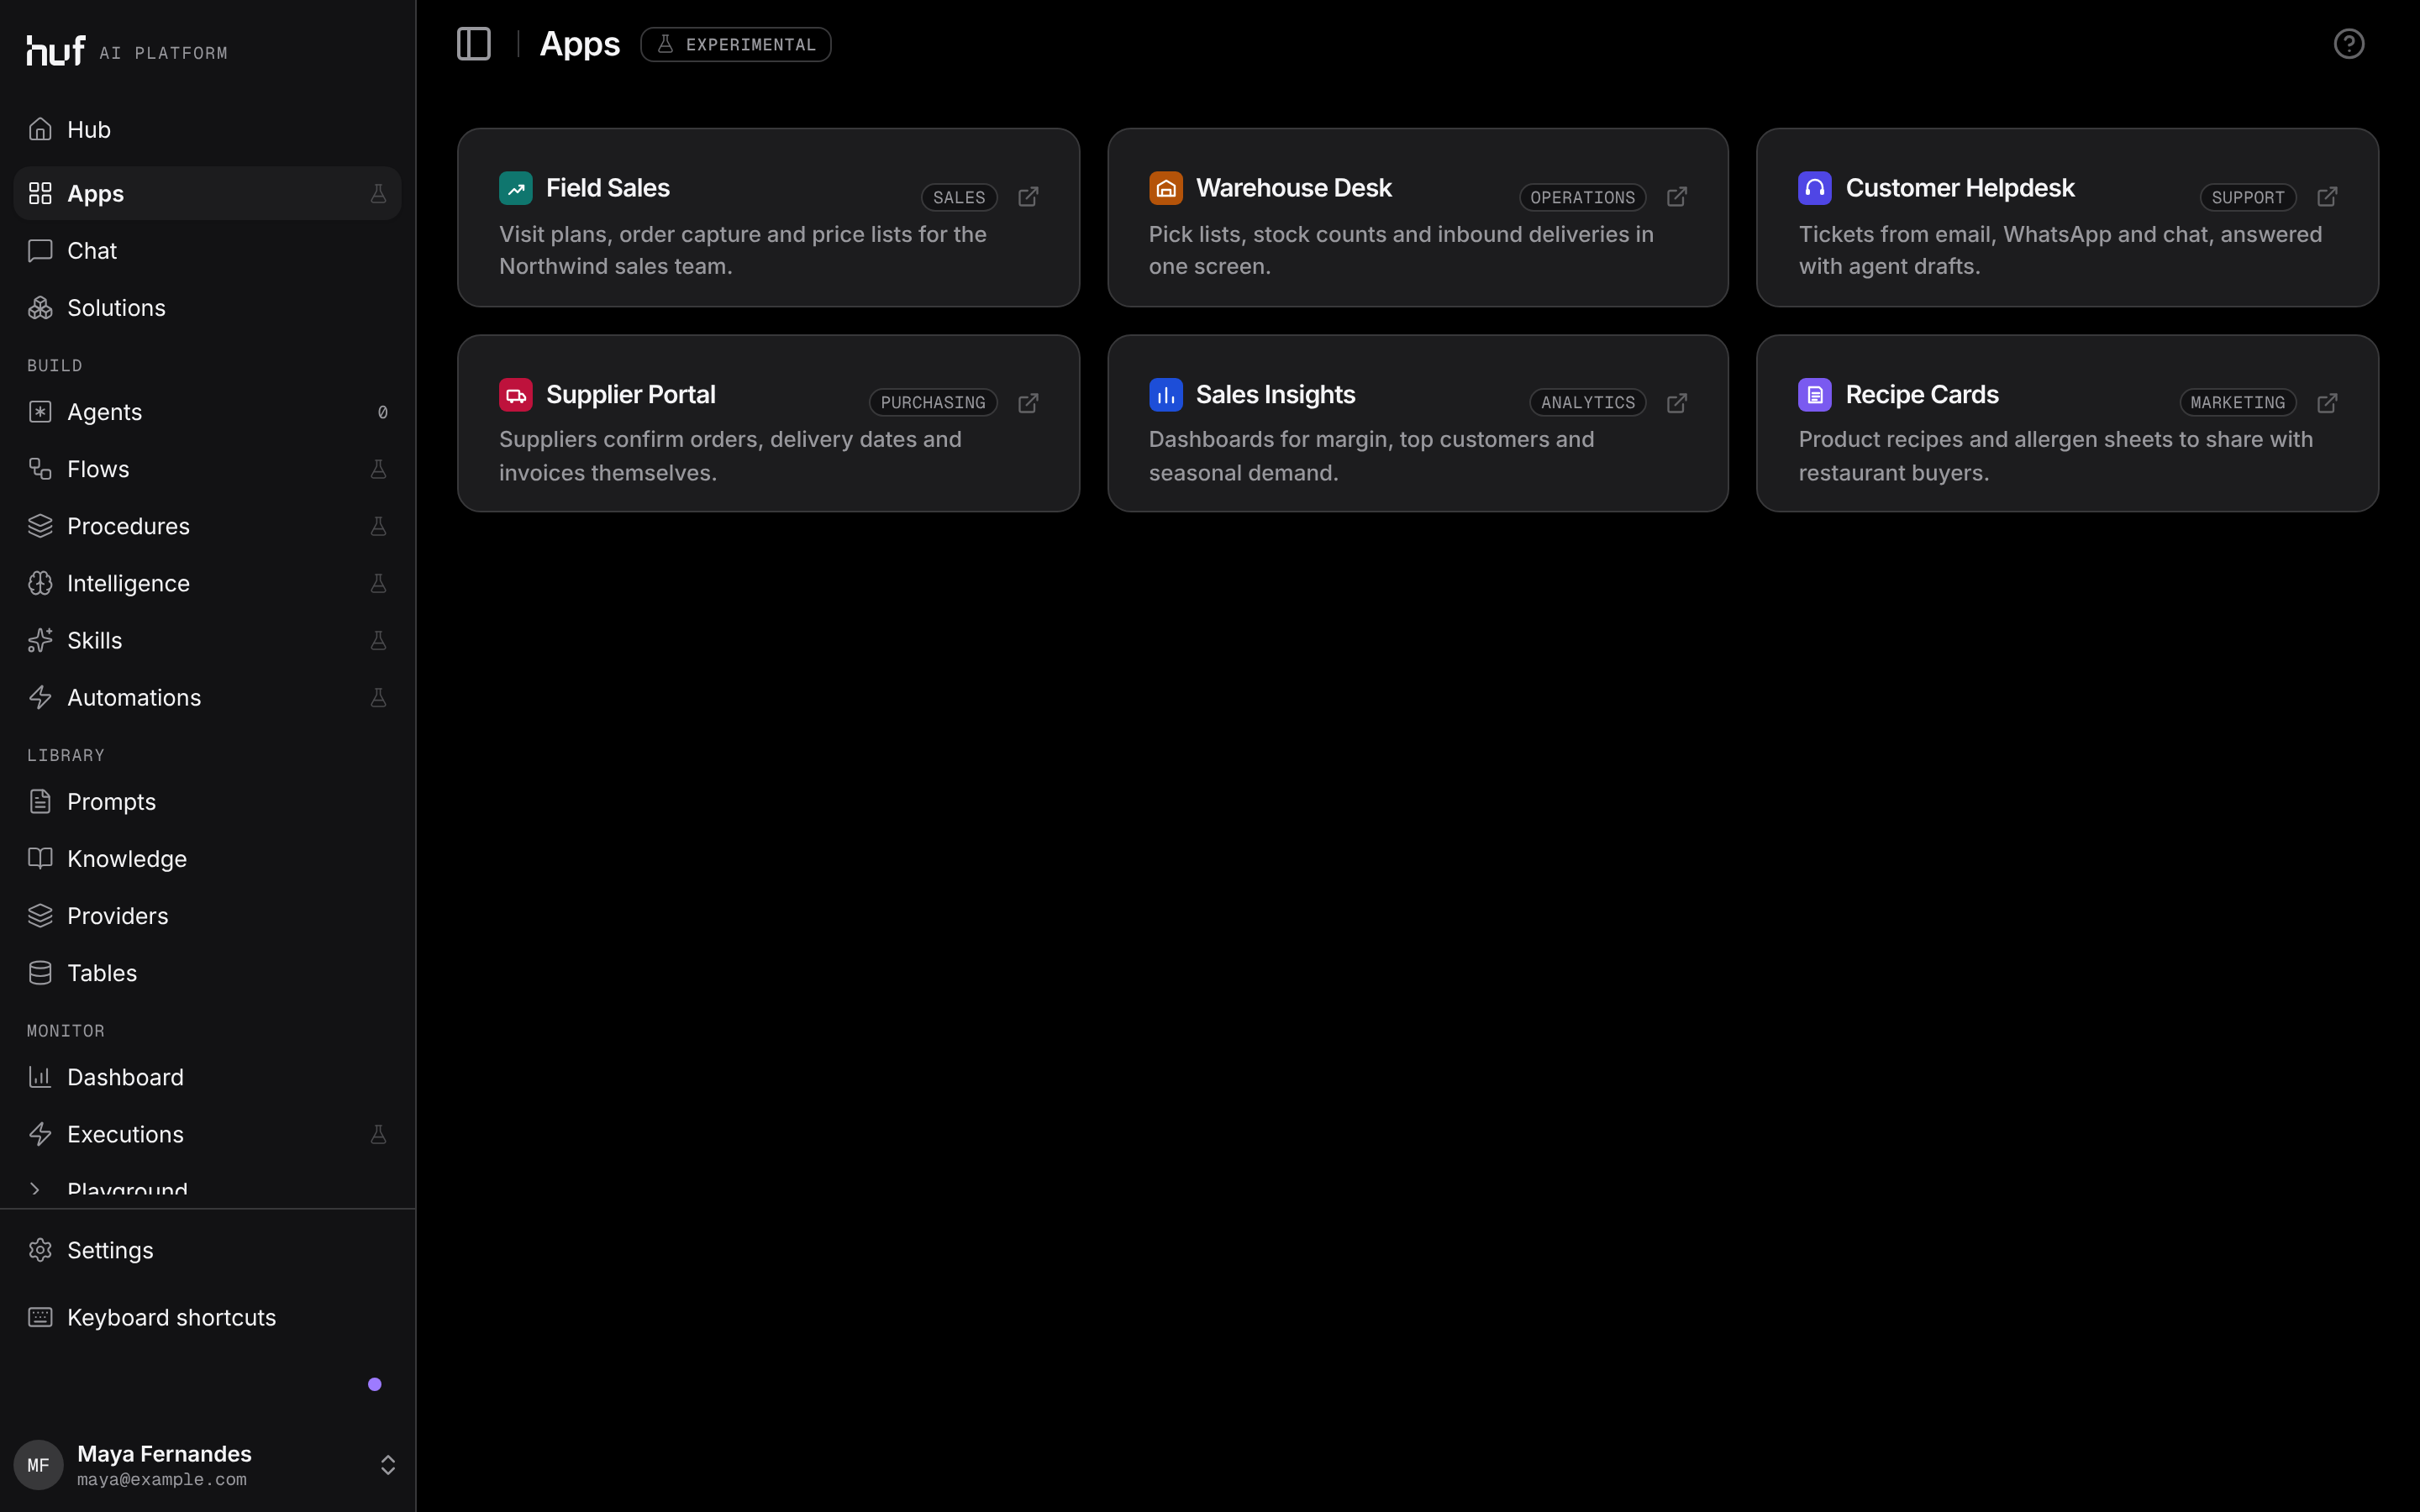 huf AI PLATFORM
Hub
Apps
Chat
Solutions
BUILD
Agents 0
Flows
Procedures
Intelligence
Skills
Automations
LIBRARY
Prompts
Knowledge
Providers
Tables
MONITOR
Dashboard
Executions
Playground
Settings
Keyboard shortcuts
MF
Maya Fernandes
maya@example.com
Apps EXPERIMENTAL
Field Sales SALES
Visit plans, order capture and price lists for the
Northwind sales team.
Warehouse Desk OPERATIONS
Pick lists, stock counts and inbound deliveries in
one screen.
Customer Helpdesk SUPPORT
Tickets from email, WhatsApp and chat, answered
with agent drafts.
Supplier Portal PURCHASING
Suppliers confirm orders, delivery dates and
invoices themselves.
Sales Insights ANALYTICS
Dashboards for margin, top customers and
seasonal demand.
Recipe Cards MARKETING
Product recipes and allergen sheets to share with
restaurant buyers.